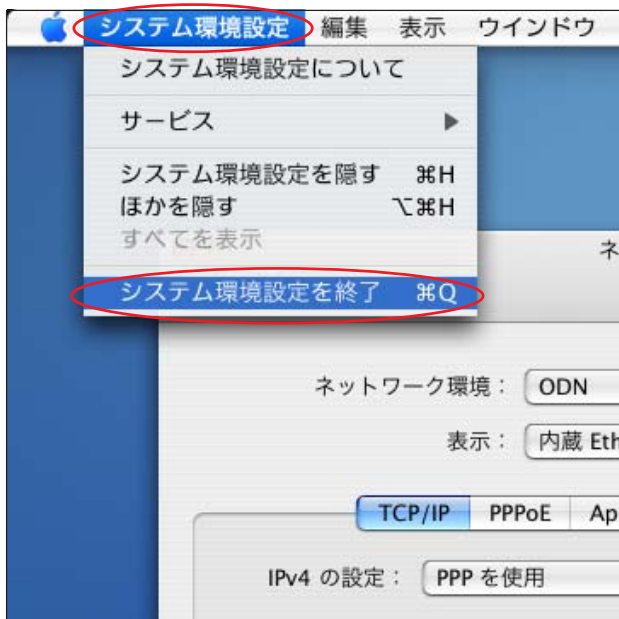 システム環境設定 編集 表示 ウインドウ
システム環境設定について
サービス ▶
システム環境設定を隠す ⌘H
ほかを隠す ⌥⌘H
すべてを表示
システム環境設定を終了 ⌘Q
ネ
ネットワーク環境： ODN
表示： 内蔵 Eth
TCP/IP PPPoE Ap
IPv4 の設定： PPP を使用